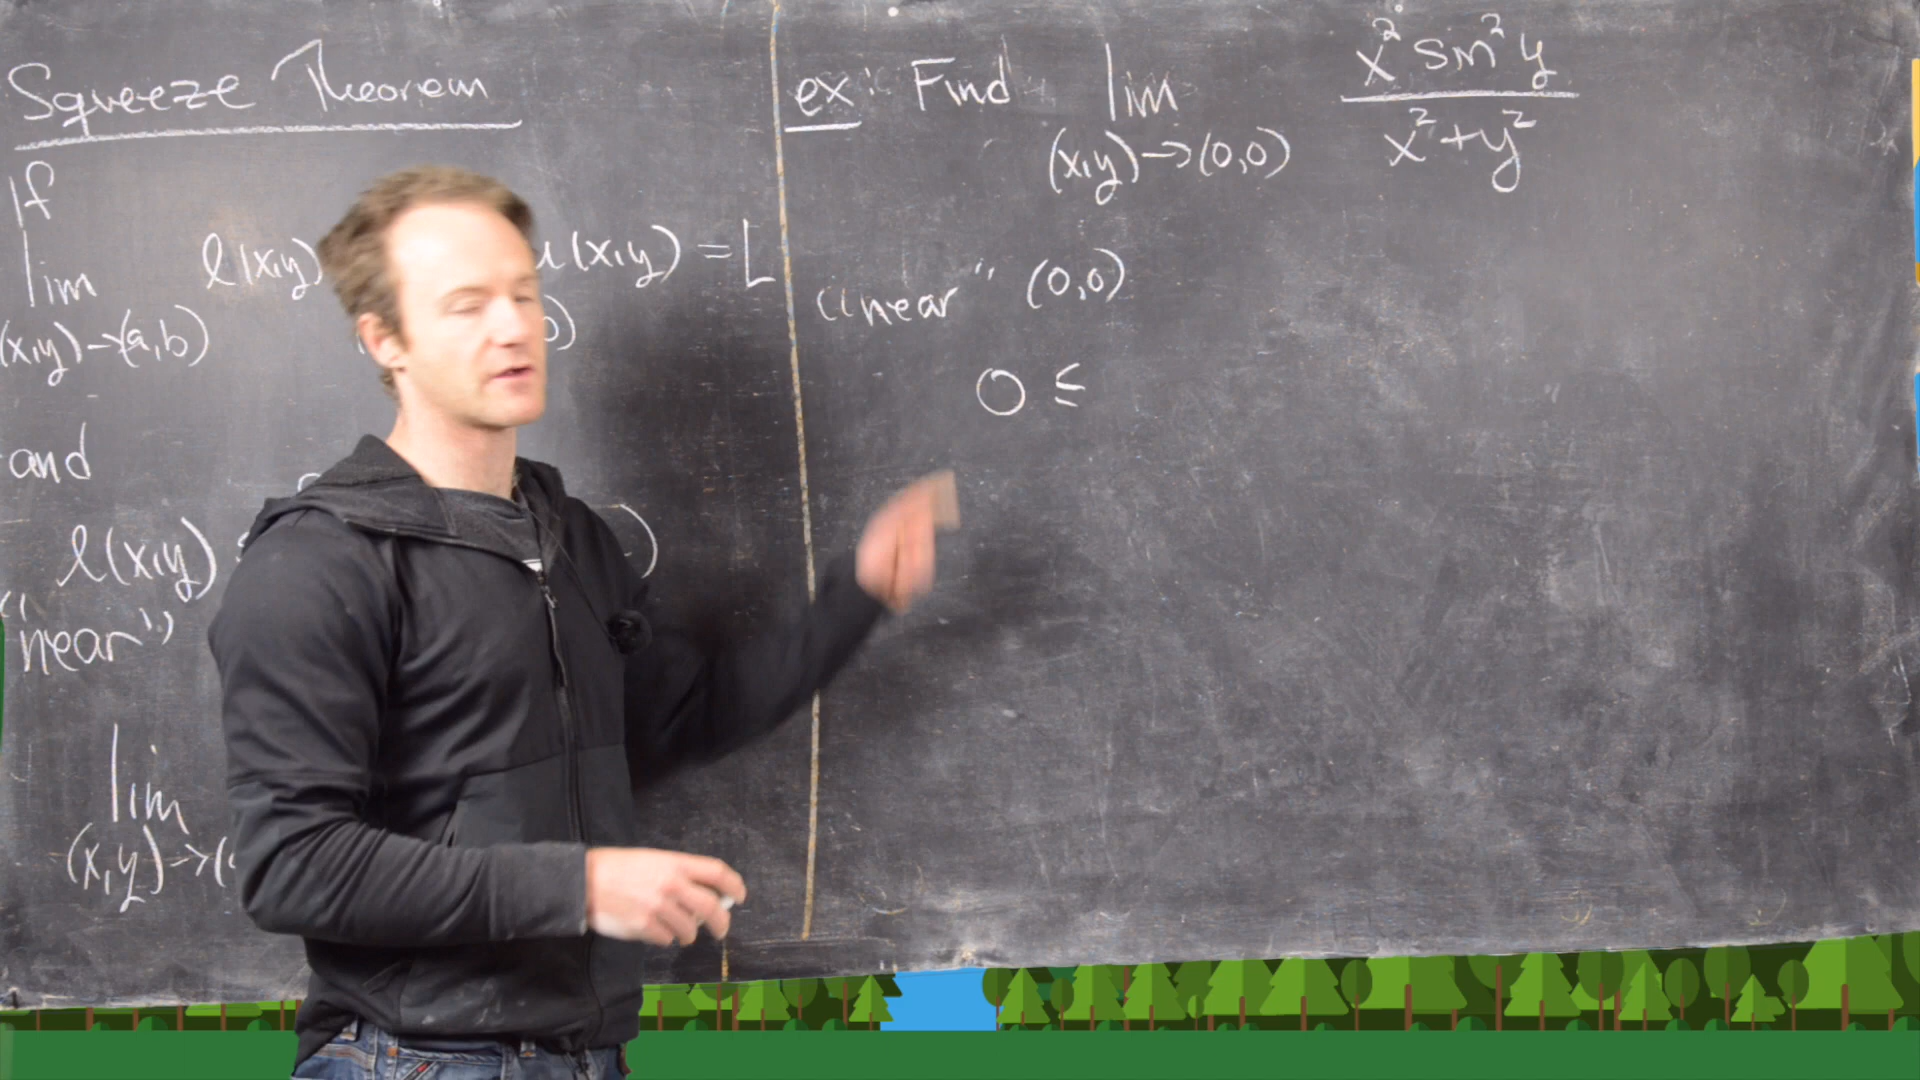 Squeeze Theorem
If
lim l(x,y) u(x,y) = L
(x,y)→(a,b) b)
and
l(x,y) )
"near"
lim
(x,y)→(
ex: Find lim x² sin² y
(x,y)→(0,0) x²+y²
"near" (0,0)
0 ≤